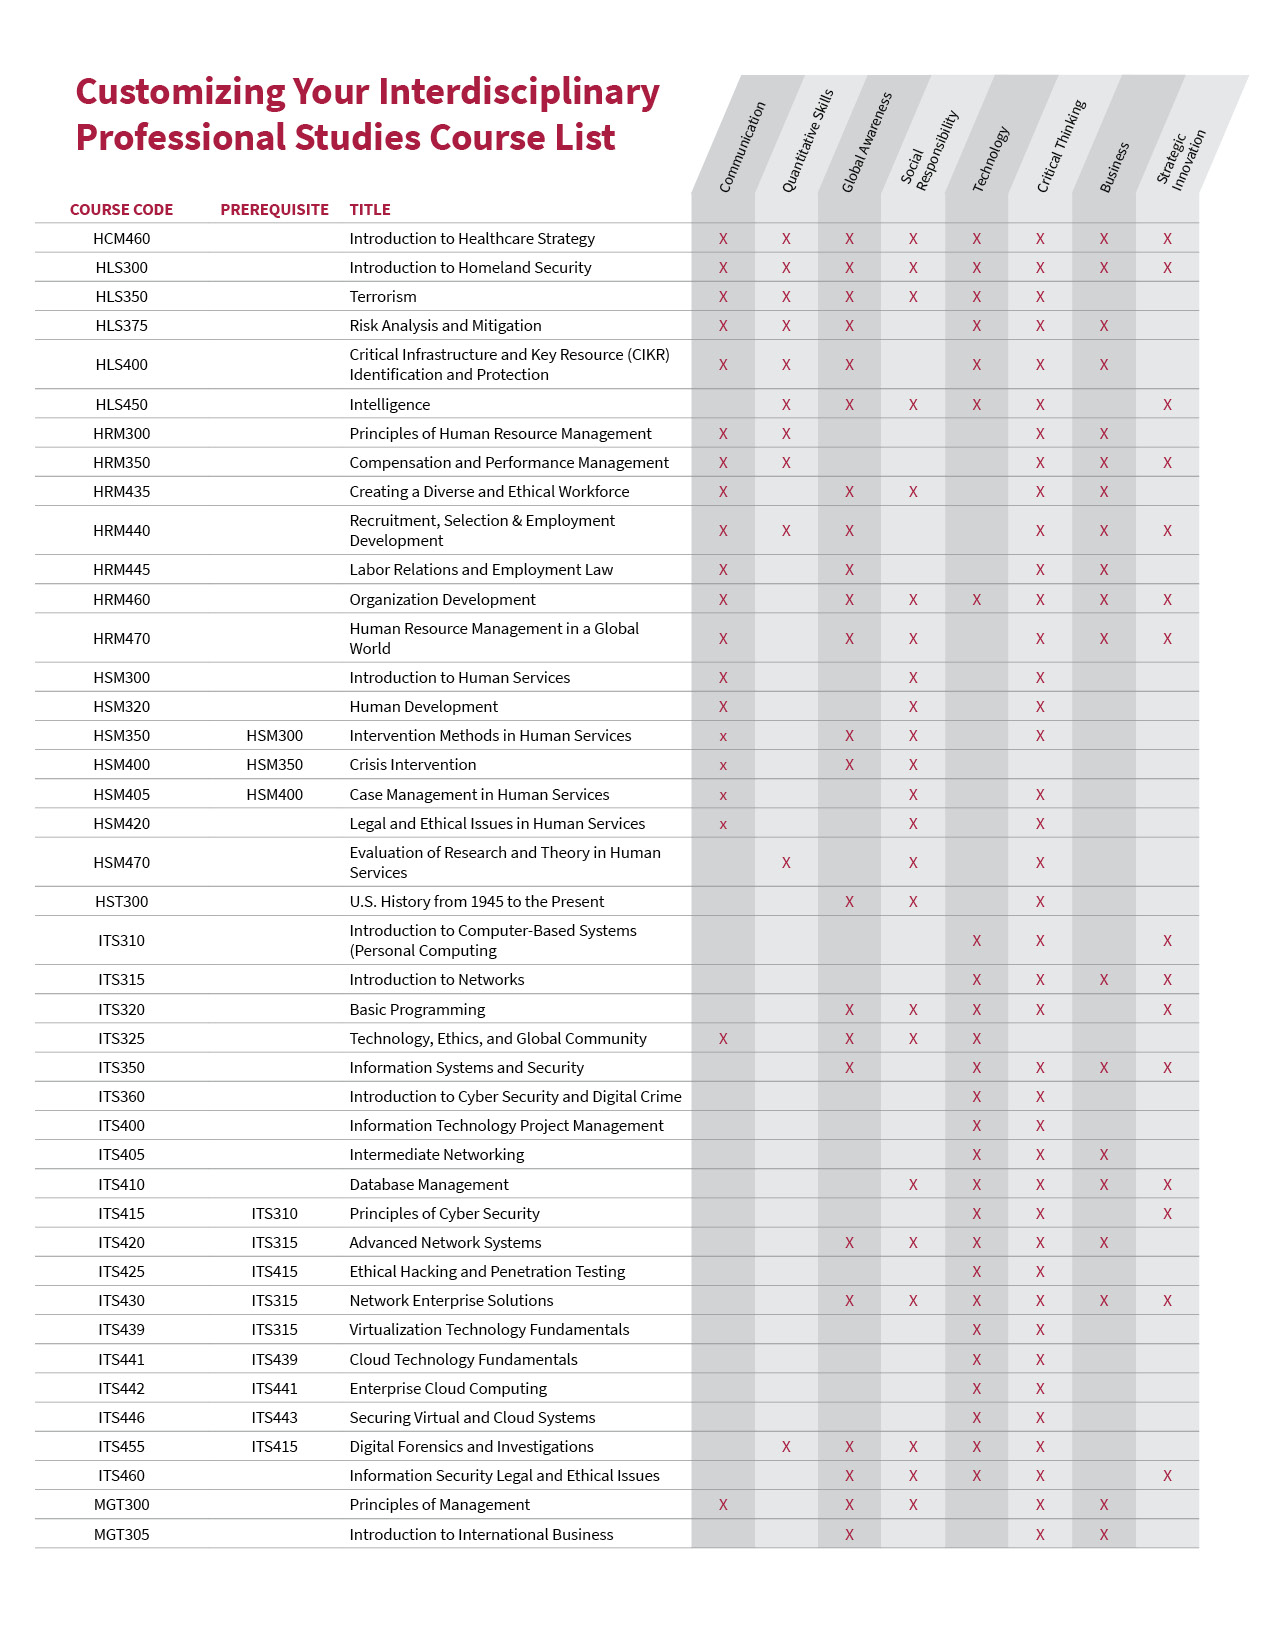 Customizing Your Interdisciplinary
Professional Studies Course List
Communication
Quantitative Skills
Global Awareness
Social
Responsibility
Technology
Critical Thinking
Business
Strategic
Innovation
COURSE CODE PREREQUISITE TITLE
HCM460 Introduction to Healthcare Strategy X X X X X X X X
HLS300 Introduction to Homeland Security X X X X X X X X
HLS350 Terrorism X X X X X X
HLS375 Risk Analysis and Mitigation X X X X X X
Critical Infrastructure and Key Resource (CIKR)
HLS400 X X X X X X
Identification and Protection
HLS450 Intelligence X X X X X X
HRM300 Principles of Human Resource Management X X X X
HRM350 Compensation and Performance Management X X X X X
HRM435 Creating a Diverse and Ethical Workforce X X X X X
Recruitment, Selection & Employment
HRM440 X X X X X X
Development
HRM445 Labor Relations and Employment Law X X X X
HRM460 Organization Development X X X X X X X
Human Resource Management in a Global
HRM470 X X X X X X
World
HSM300 Introduction to Human Services X X X
HSM320 Human Development X X X
HSM350 HSM300 Intervention Methods in Human Services x X X X
HSM400 HSM350 Crisis Intervention x X X
HSM405 HSM400 Case Management in Human Services x X X
HSM420 Legal and Ethical Issues in Human Services x X X
Evaluation of Research and Theory in Human
HSM470 X X X
Services
HST300 U.S. History from 1945 to the Present X X X
Introduction to Computer-Based Systems
ITS310 X X X
(Personal Computing
ITS315 Introduction to Networks X X X X
ITS320 Basic Programming X X X X X
ITS325 Technology, Ethics, and Global Community X X X X
ITS350 Information Systems and Security X X X X X
ITS360 Introduction to Cyber Security and Digital Crime X X
ITS400 Information Technology Project Management X X
ITS405 Intermediate Networking X X X
ITS410 Database Management X X X X X
ITS415 ITS310 Principles of Cyber Security X X X
ITS420 ITS315 Advanced Network Systems X X X X X
ITS425 ITS415 Ethical Hacking and Penetration Testing X X
ITS430 ITS315 Network Enterprise Solutions X X X X X X
ITS439 ITS315 Virtualization Technology Fundamentals X X
ITS441 ITS439 Cloud Technology Fundamentals X X
ITS442 ITS441 Enterprise Cloud Computing X X
ITS446 ITS443 Securing Virtual and Cloud Systems X X
ITS455 ITS415 Digital Forensics and Investigations X X X X X
ITS460 Information Security Legal and Ethical Issues X X X X X
MGT300 Principles of Management X X X X X
MGT305 Introduction to International Business X X X